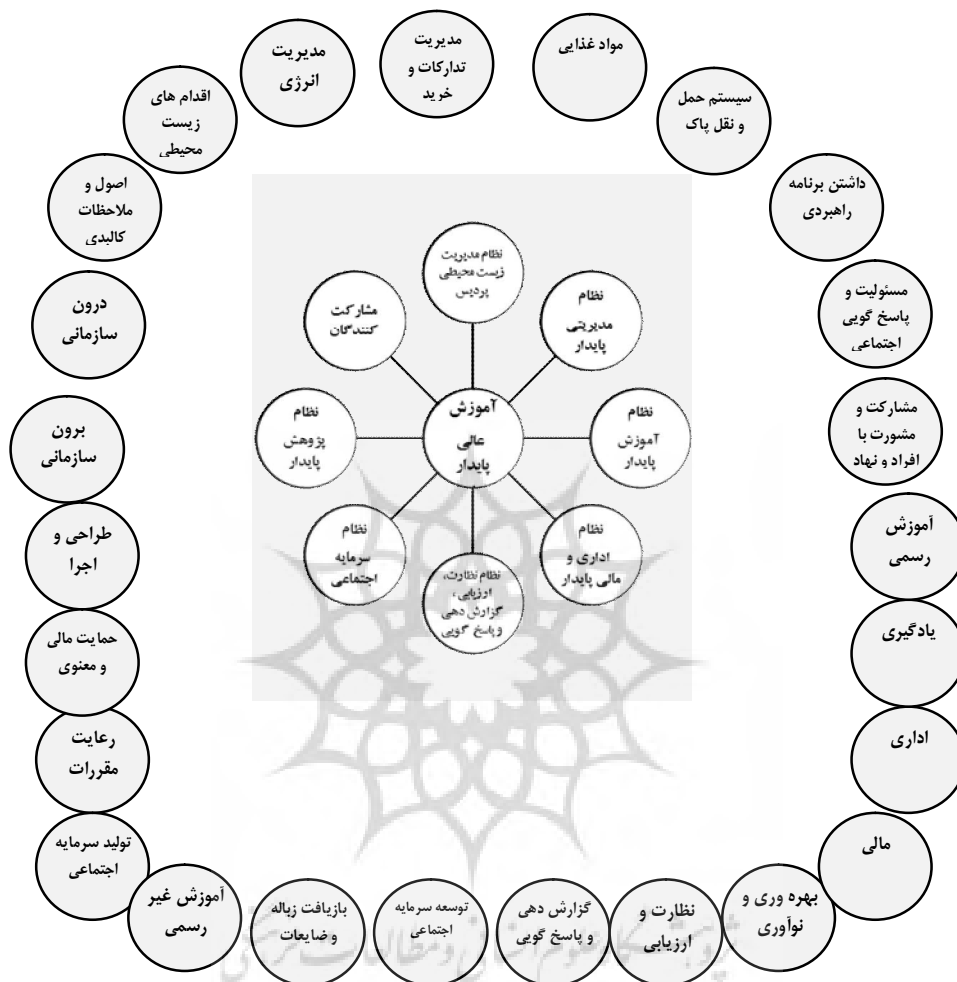 مواد غذایی
سیستم حمل
و نقل پاک
داشتن برنامه
راهبردی
مسئولیت و
پاسخ گویی
اجتماعی
مشارکت و
مشورت با
افراد و نهاد
آموزش
رسمی
یادگیری
اداری
مالی
بهره وری و
نوآوری
نظارت و
ارزیابی
گزارش دهی
و پاسخ گویی
توسعه سرمایه
اجتماعی
بازیافت زباله
و ضایعات
آموزش غیر
رسمی
تولید سرمایه
اجتماعی
رعایت
مقررات
حمایت مالی
و معنوی
طراحی و
اجرا
برون
سازمانی
درون
سازمانی
اصول و
ملاحظات
کالبدی
اقدام های
زیست
محیطی
مدیریت
انرژی
مدیریت
تدارکات و
خرید
نظام مدیریت
زیست محیطی
پردیس
نظام
مدیریتی
پایدار
نظام
آموزش
پایدار
نظام
اداری و
مالی پایدار
نظام نظارت،
ارزیابی،
گزارش دهی
و پاسخ گویی
نظام
سرمایه
اجتماعی
نظام
پژوهش
پایدار
مشارکت
کنندگان
آموزش
عالی
پایدار
پژوهشگاه علوم انسانی و مطالعات فرهنگی